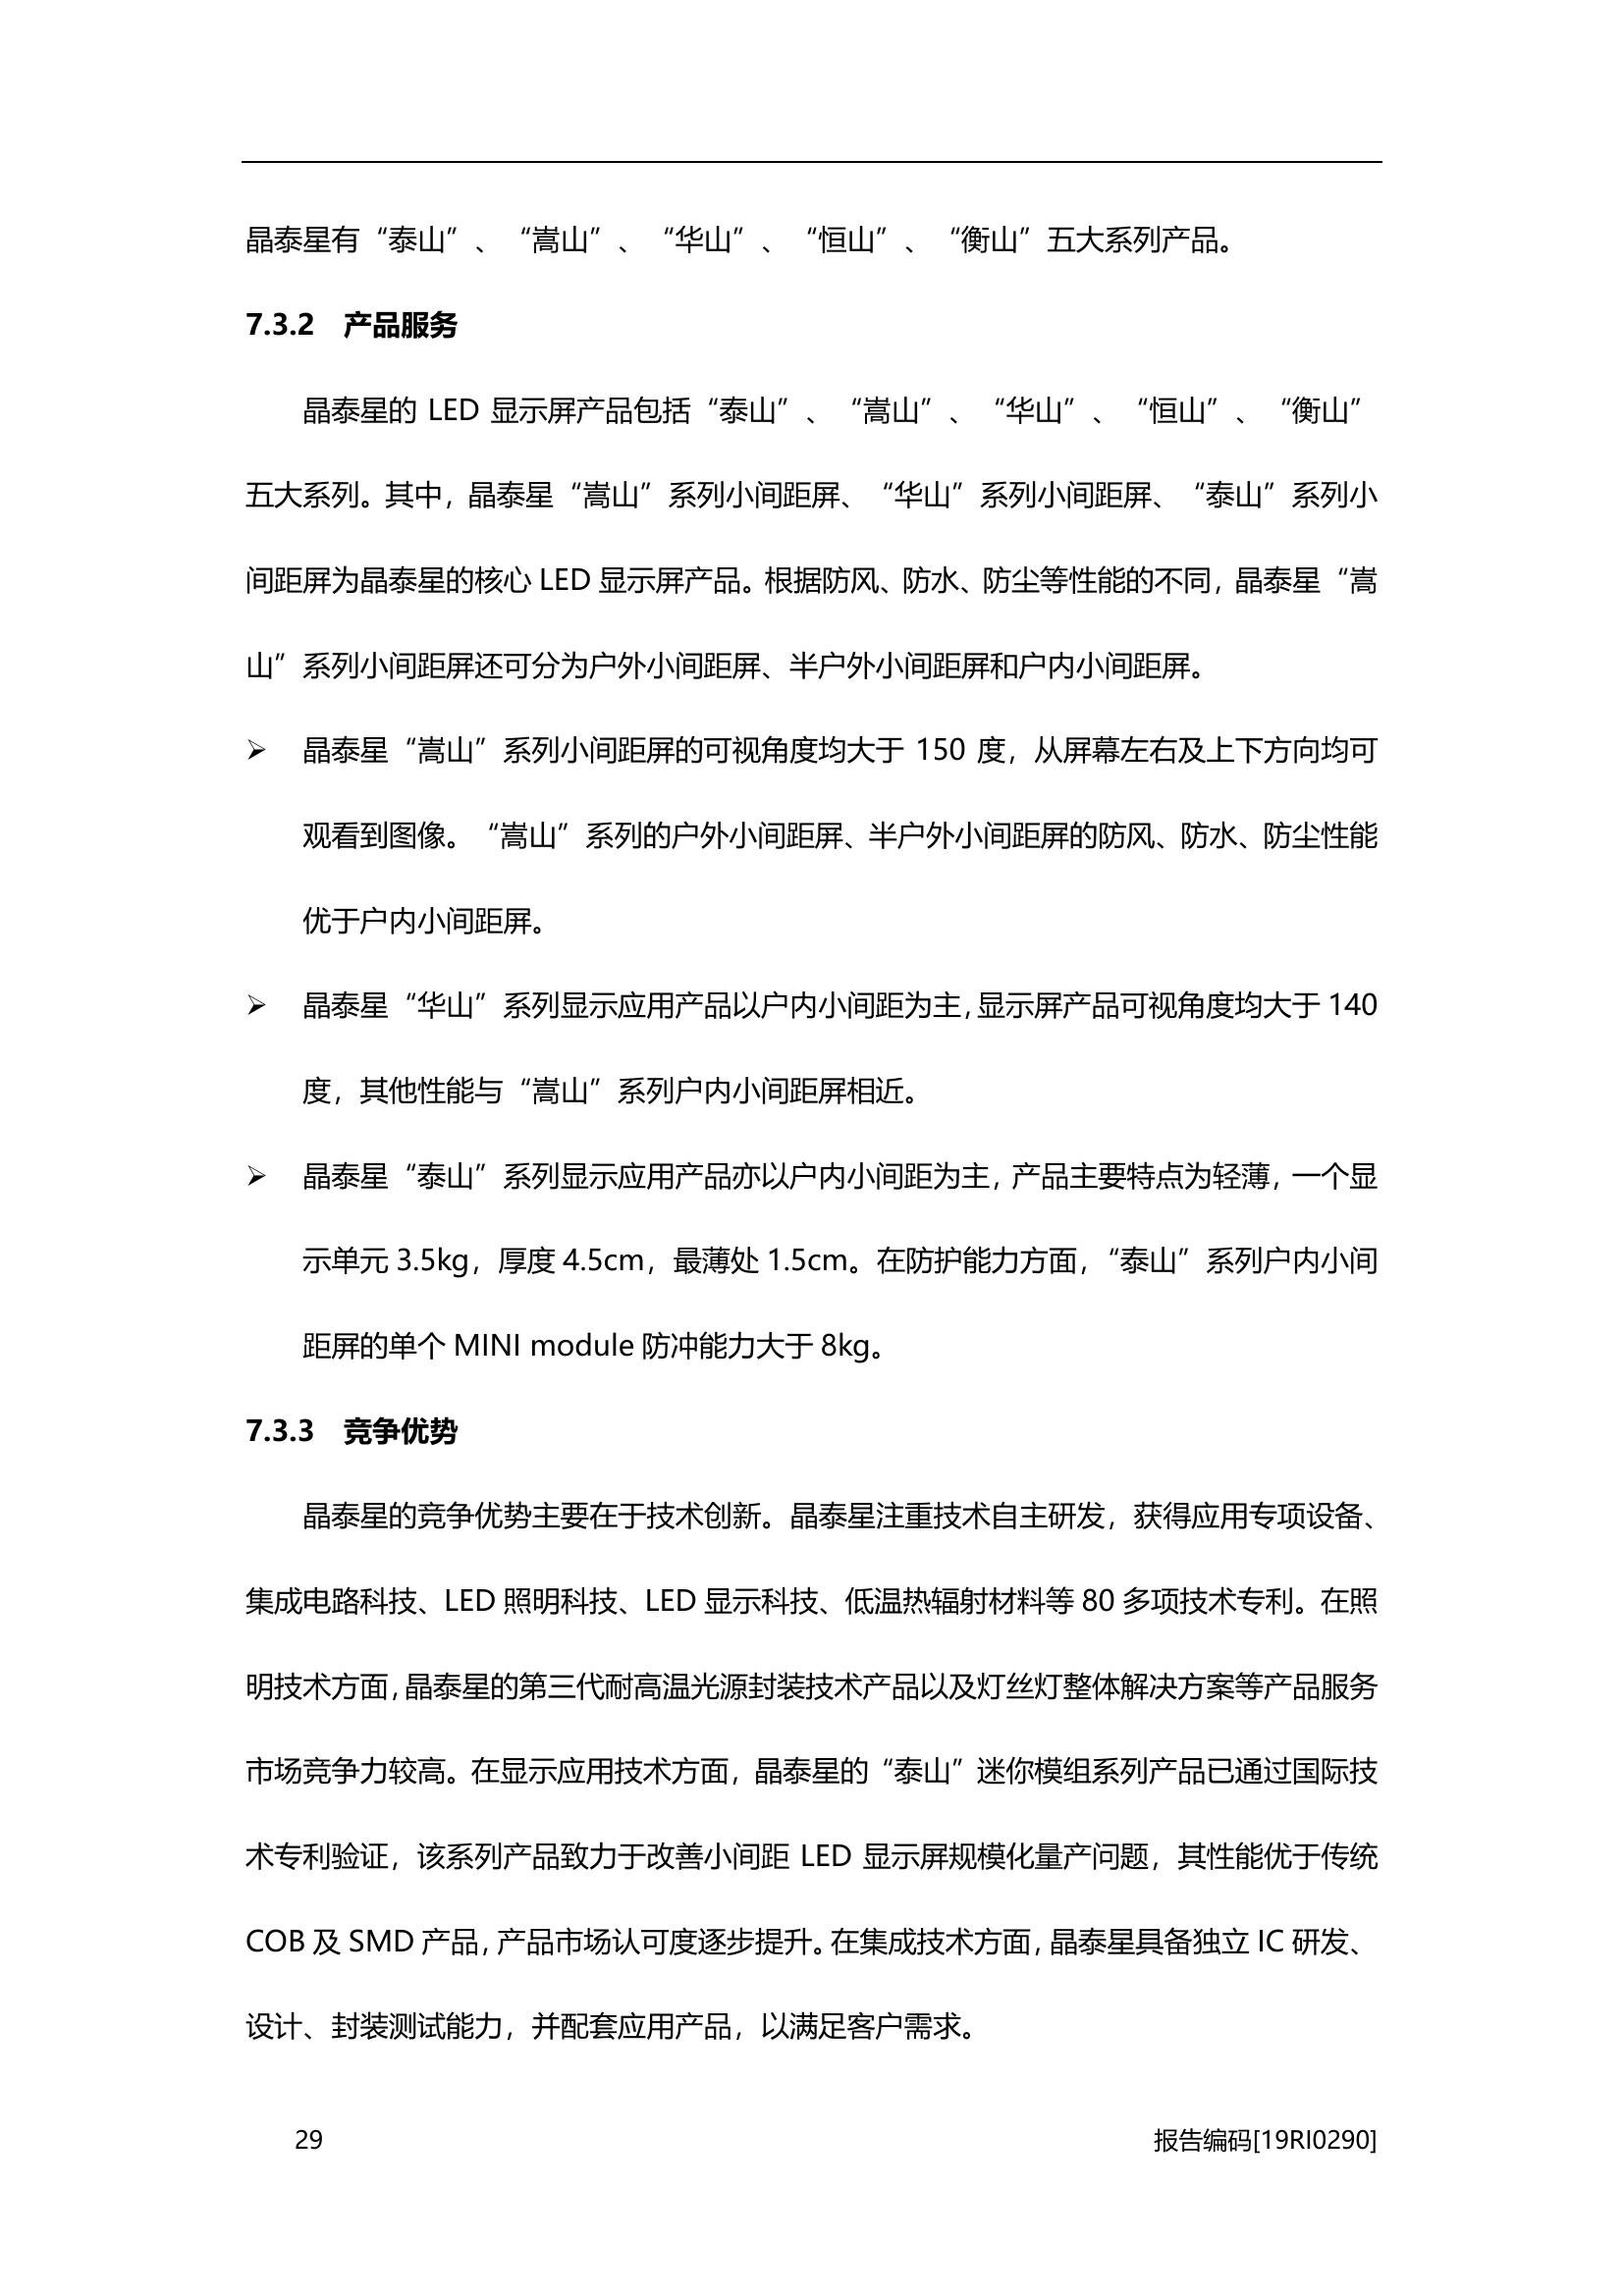 晶泰星有“泰山”、“嵩山”、“华山”、“恒山”、“衡山”五大系列产品。
7.3.2 产品服务
晶泰星的 LED 显示屏产品包括“泰山”、“嵩山”、“华山”、“恒山”、“衡山”
五大系列。其中，晶泰星“嵩山”系列小间距屏、“华山”系列小间距屏、“泰山”系列小
间距屏为晶泰星的核心 LED 显示屏产品。根据防风、防水、防尘等性能的不同，晶泰星“嵩
山”系列小间距屏还可分为户外小间距屏、半户外小间距屏和户内小间距屏。
➢ 晶泰星“嵩山”系列小间距屏的可视角度均大于 150 度，从屏幕左右及上下方向均可
观看到图像。“嵩山”系列的户外小间距屏、半户外小间距屏的防风、防水、防尘性能
优于户内小间距屏。
➢ 晶泰星“华山”系列显示应用产品以户内小间距为主，显示屏产品可视角度均大于 140
度，其他性能与“嵩山”系列户内小间距屏相近。
➢ 晶泰星“泰山”系列显示应用产品亦以户内小间距为主，产品主要特点为轻薄，一个显
示单元 3.5kg，厚度 4.5cm，最薄处 1.5cm。在防护能力方面，“泰山”系列户内小间
距屏的单个 MINI module 防冲能力大于 8kg。
7.3.3 竞争优势
晶泰星的竞争优势主要在于技术创新。晶泰星注重技术自主研发，获得应用专项设备、
集成电路科技、LED 照明科技、LED 显示科技、低温热辐射材料等 80 多项技术专利。在照
明技术方面，晶泰星的第三代耐高温光源封装技术产品以及灯丝灯整体解决方案等产品服务
市场竞争力较高。在显示应用技术方面，晶泰星的“泰山”迷你模组系列产品已通过国际技
术专利验证，该系列产品致力于改善小间距 LED 显示屏规模化量产问题，其性能优于传统
COB 及 SMD 产品，产品市场认可度逐步提升。在集成技术方面，晶泰星具备独立 IC 研发、
设计、封装测试能力，并配套应用产品，以满足客户需求。
29 报告编码[19RI0290]